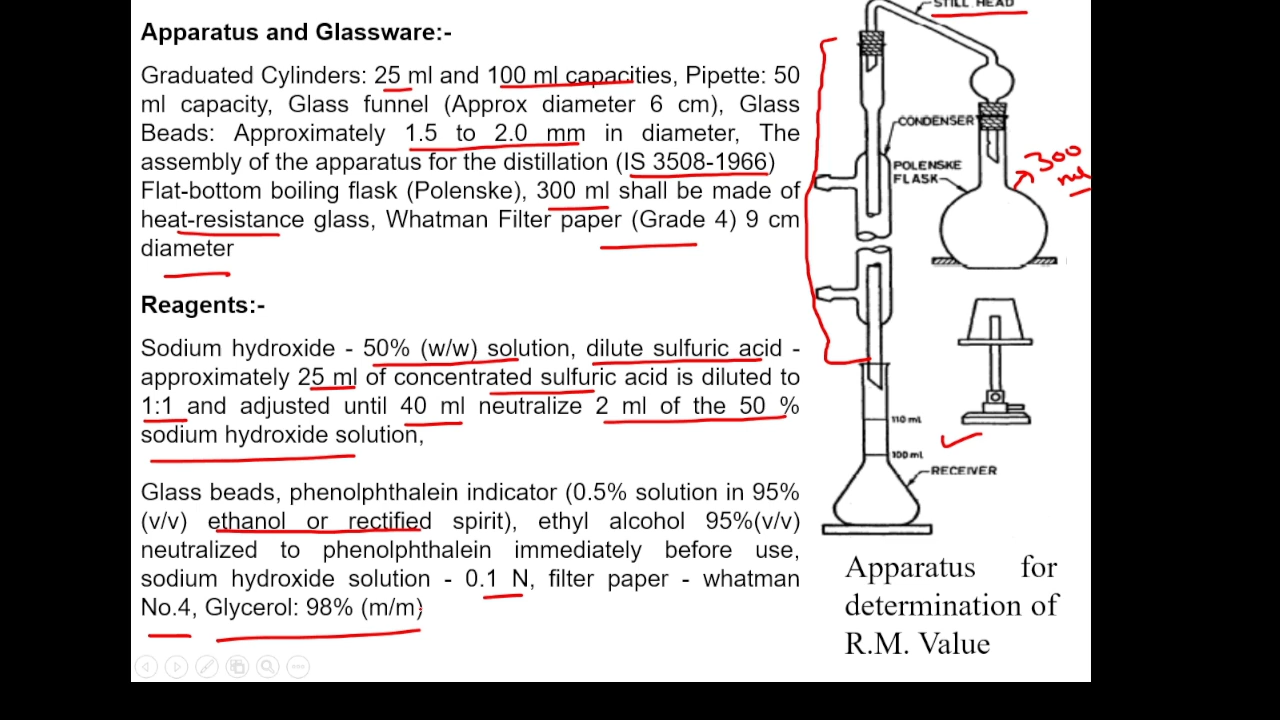 Apparatus and Glassware:-
Graduated Cylinders: 25 ml and 100 ml capacities, Pipette: 50
ml capacity, Glass funnel (Approx diameter 6 cm), Glass
Beads: Approximately 1.5 to 2.0 mm in diameter, The
assembly of the apparatus for the distillation (IS 3508-1966)
Flat-bottom boiling flask (Polenske), 300 ml shall be made of
heat-resistance glass, Whatman Filter paper (Grade 4) 9 cm
diameter
Reagents:-
Sodium hydroxide - 50% (w/w) solution, dilute sulfuric acid -
approximately 25 ml of concentrated sulfuric acid is diluted to
1:1 and adjusted until 40 ml neutralize 2 ml of the 50 %
sodium hydroxide solution,
Glass beads, phenolphthalein indicator (0.5% solution in 95%
(v/v) ethanol or rectified spirit), ethyl alcohol 95%(v/v)
neutralized to phenolphthalein immediately before use,
sodium hydroxide solution - 0.1 N, filter paper - whatman
No.4, Glycerol: 98% (m/m)
STILL HEAD
CONDENSER
POLENSKE
FLASK
300
ml
110 ml
100 ml
RECEIVER
Apparatus for
determination of
R.M. Value